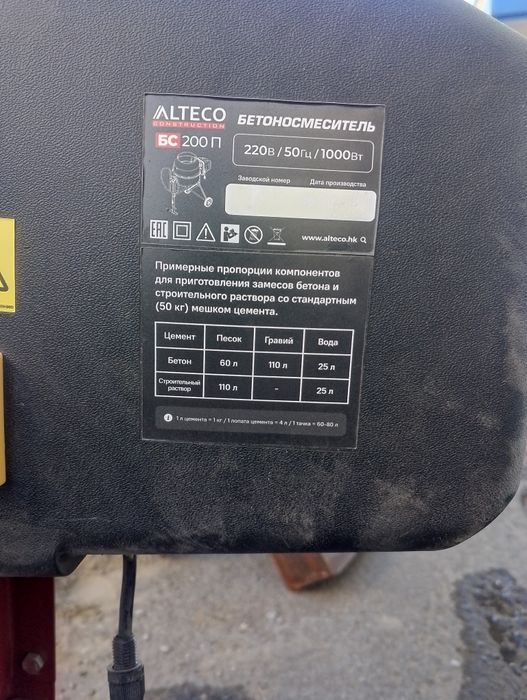 ALTECO
CONSTRUCTION
БЕТОНОСМЕСИТЕЛЬ
БС 200 П
220В / 50Гц / 1000Вт
Заводской номер Дата производства
EAC
www.alteco.hk
Примерные пропорции компонентов
для приготовления замесов бетона и
строительного раствора со стандартным
(50 кг) мешком цемента.
Цемент Песок Гравий Вода
Бетон 60 л 110 л 25 л
Строительный
раствор 110 л - 25 л
1 л цемента = 1 кг / 1 лопата цемента = 4 л / 1 тачка = 60-80 л